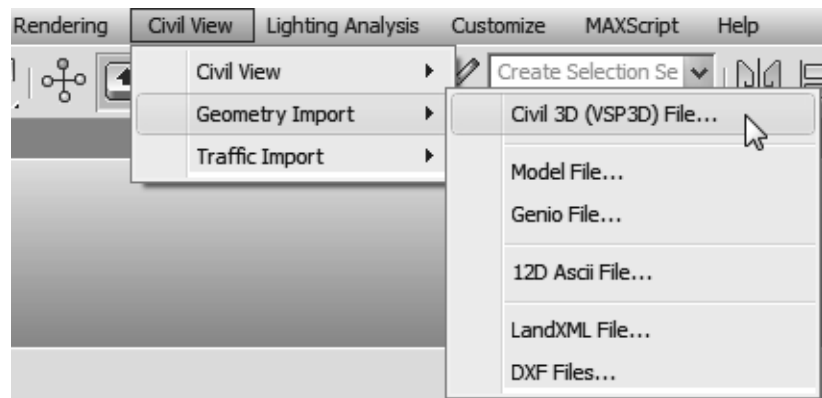 Rendering Civil View Lighting Analysis Customize MAXScript Help
Civil View
Create Selection Se
Geometry Import
Civil 3D (VSP3D) File...
Traffic Import
Model File...
Genio File...
12D Ascii File...
LandXML File...
DXF Files...